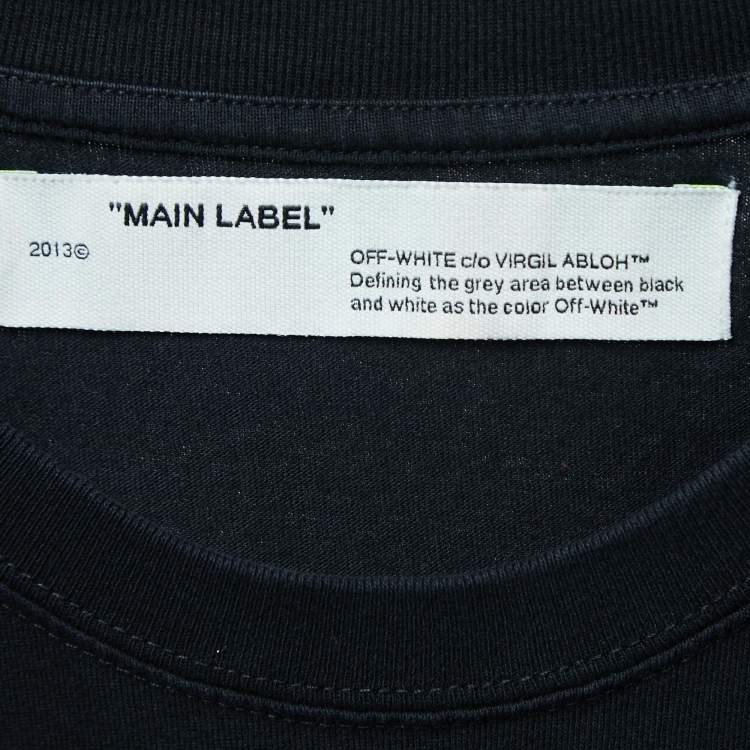 "MAIN LABEL"
2013©
OFF-WHITE c/o VIRGIL ABLOH™
Defining the grey area between black
and white as the color Off-White™